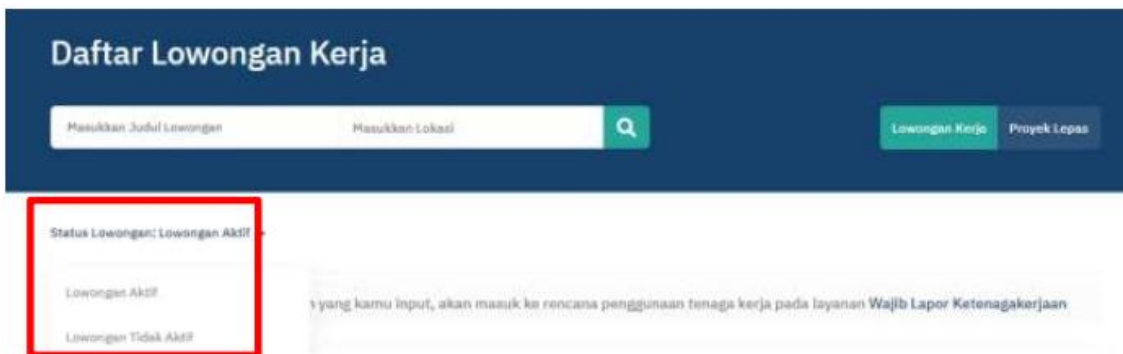 Daftar Lowongan Kerja
Masukkan Judul Lowongan Masukkan Lokasi
Lowongan Kerja Proyek Lepas
Status Lowongan: Lowongan Aktif
Lowongan Aktif
yang kamu input, akan masuk ke rencana penggunaan tenaga kerja pada layanan Wajib Lapor Ketenagakerjaan
Lowongan Tidak Aktif